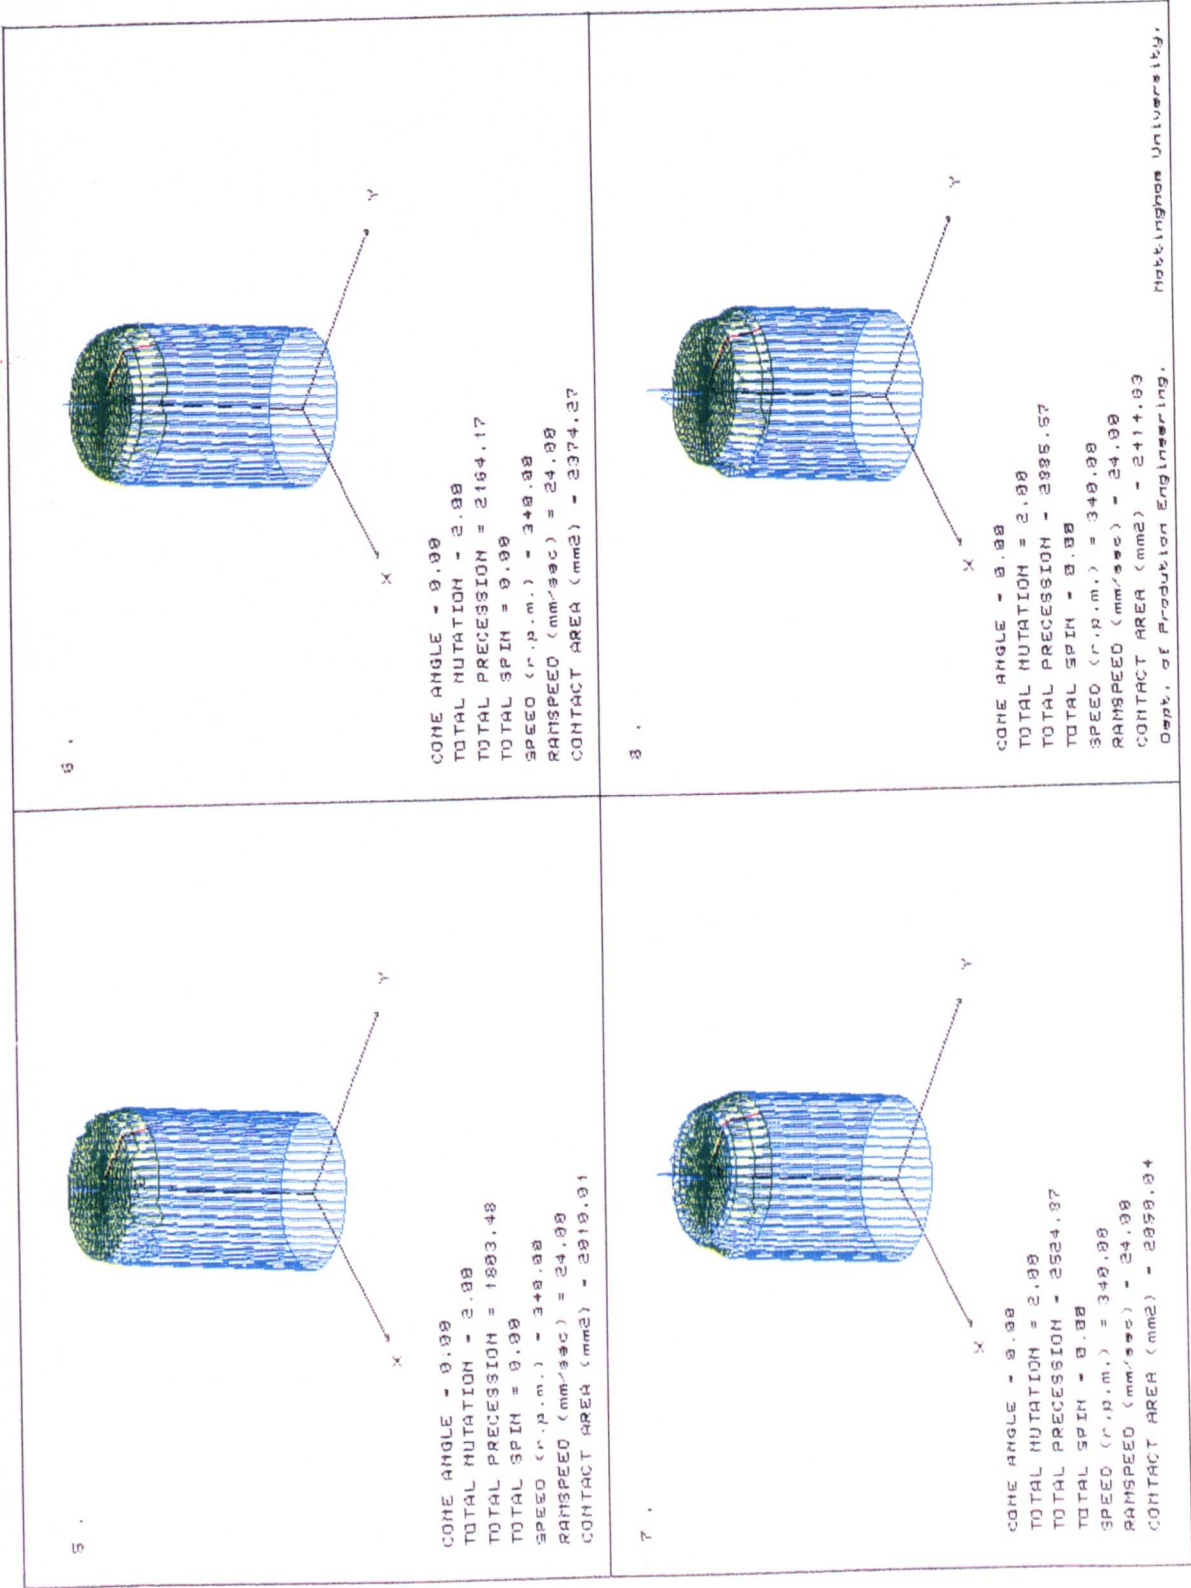 5 .
CONE ANGLE = 0.00
TOTAL NUTATION = 2.00
TOTAL PRECESSION = 1803.48
TOTAL SPIN = 0.00
SPEED (r.p.m.) = 340.00
RAMSPEED (mm/sec) = 24.00
CONTACT AREA (mm2) = 2010.01
X
Y
6 .
CONE ANGLE = 0.00
TOTAL NUTATION = 2.00
TOTAL PRECESSION = 2164.17
TOTAL SPIN = 0.00
SPEED (r.p.m.) = 340.00
RAMSPEED (mm/sec) = 24.00
CONTACT AREA (mm2) = 2374.27
X
Y
7 .
CONE ANGLE = 0.00
TOTAL NUTATION = 2.00
TOTAL PRECESSION = 2524.87
TOTAL SPIN = 0.00
SPEED (r.p.m.) = 340.00
RAMSPEED (mm/sec) = 24.00
CONTACT AREA (mm2) =
X
Y
8 .
CONE ANGLE = 0.00
TOTAL NUTATION = 2.00
TOTAL PRECESSION = 2885.57
TOTAL SPIN = 0.00
SPEED (r.p.m.) = 340.00
RAMSPEED (mm/sec) = 24.00
CONTACT AREA (mm2) = 2414.03
X
Y
Dept. of Prodution Engineering. Nottingham University.